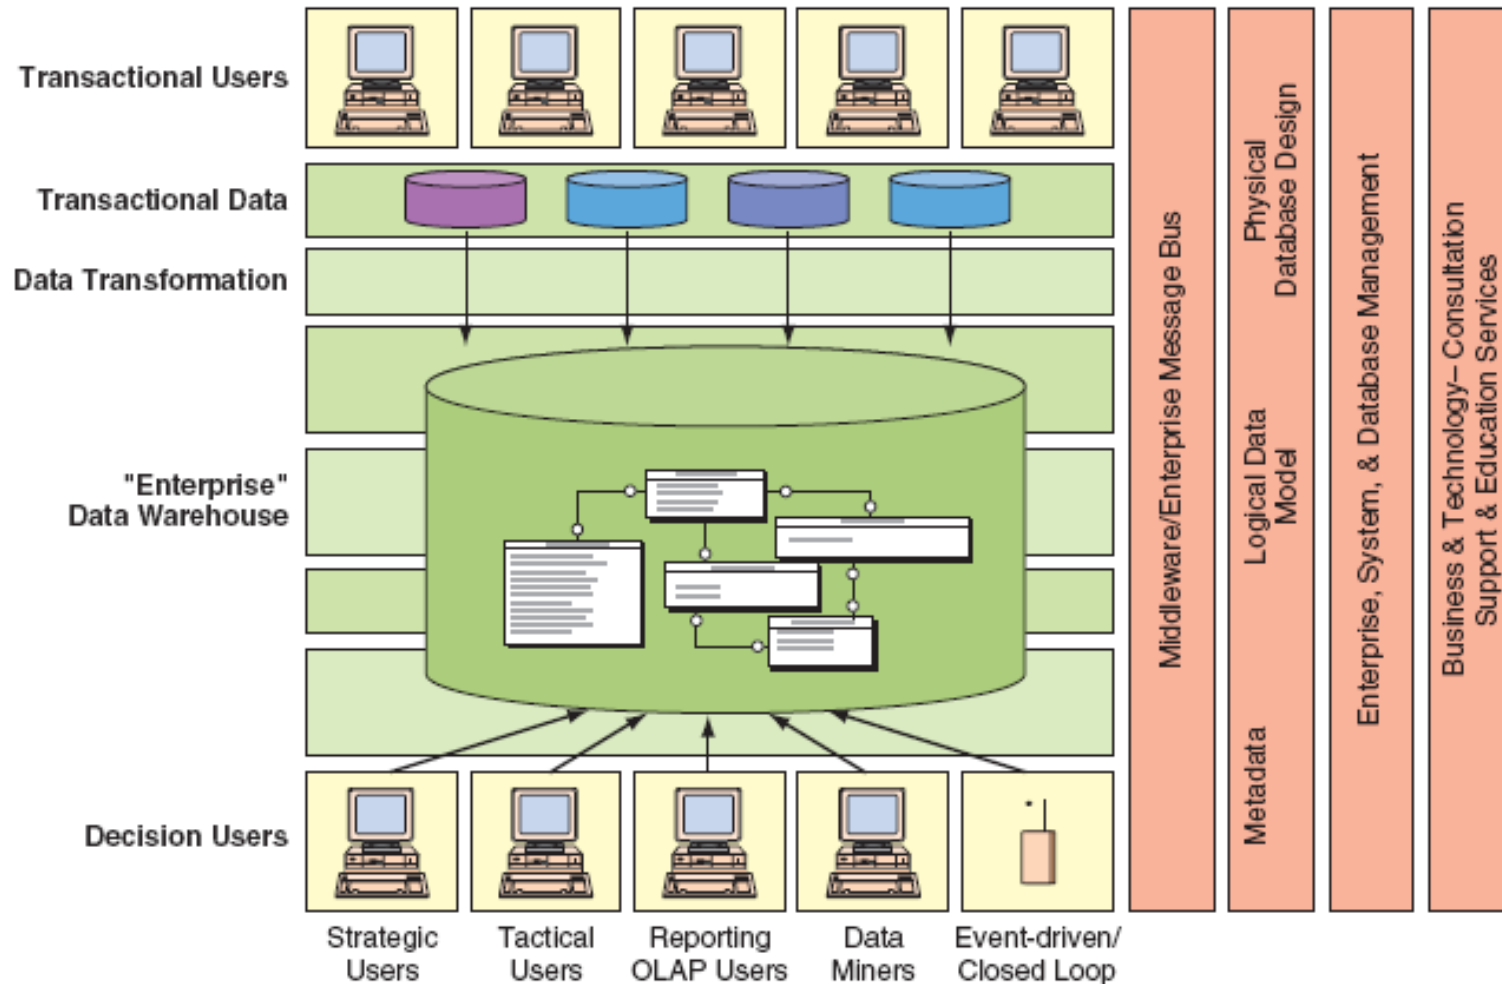 Transactional Users
Transactional Data
Data Transformation
"Enterprise"
Data Warehouse
Decision Users
Strategic
Users
Tactical
Users
Reporting
OLAP Users
Data
Miners
Event-driven/
Closed Loop
Middleware/Enterprise Message Bus
Physical
Database Design
Logical Data
Model
Metadata
Enterprise, System, & Database Management
Business & Technology– Consultation
Support & Education Services